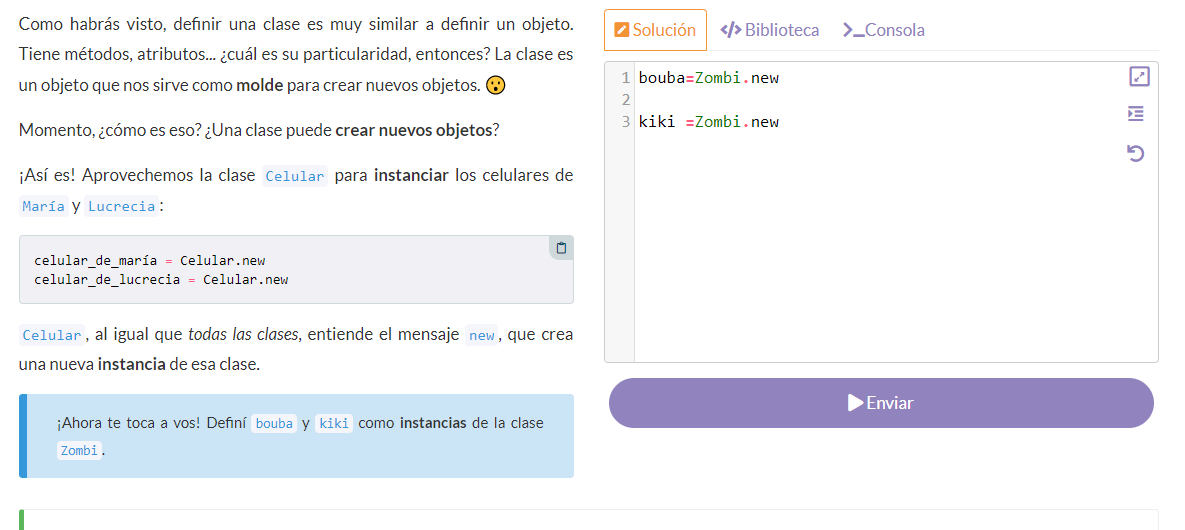 Como habrás visto, definir una clase es muy similar a definir un objeto.
Tiene métodos, atributos... ¿cuál es su particularidad, entonces? La clase es
un objeto que nos sirve como molde para crear nuevos objetos. 😮
Momento, ¿cómo es eso? ¿Una clase puede crear nuevos objetos?
¡Así es! Aprovechemos la clase Celular para instanciar los celulares de
María y Lucrecia:
celular_de_maría = Celular.new
celular_de_lucrecia = Celular.new
Celular, al igual que todas las clases, entiende el mensaje new, que crea
una nueva instancia de esa clase.
¡Ahora te toca a vos! Definí bouba y kiki como instancias de la clase
Zombi.
Solución </> Biblioteca >_Consola
1 bouba=Zombi.new
2
3 kiki =Zombi.new
Enviar